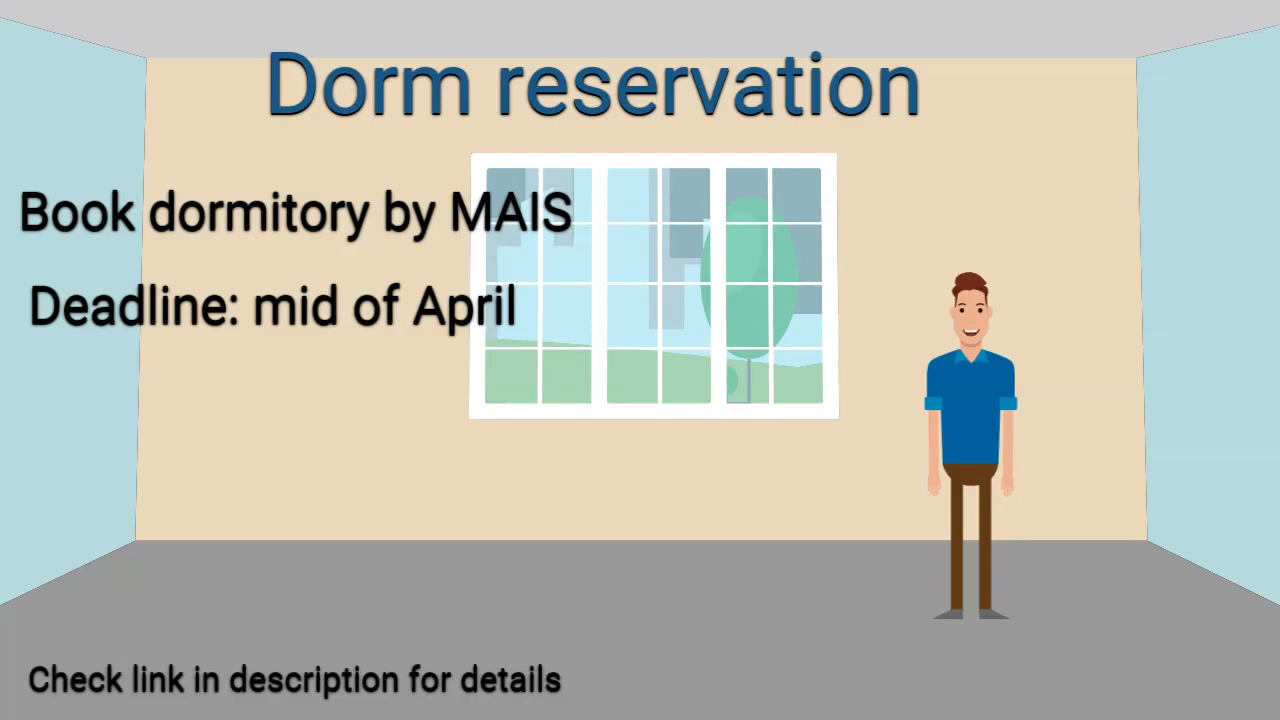 Dorm reservation
Book dormitory by MAIS
Deadline: mid of April
Check link in description for details